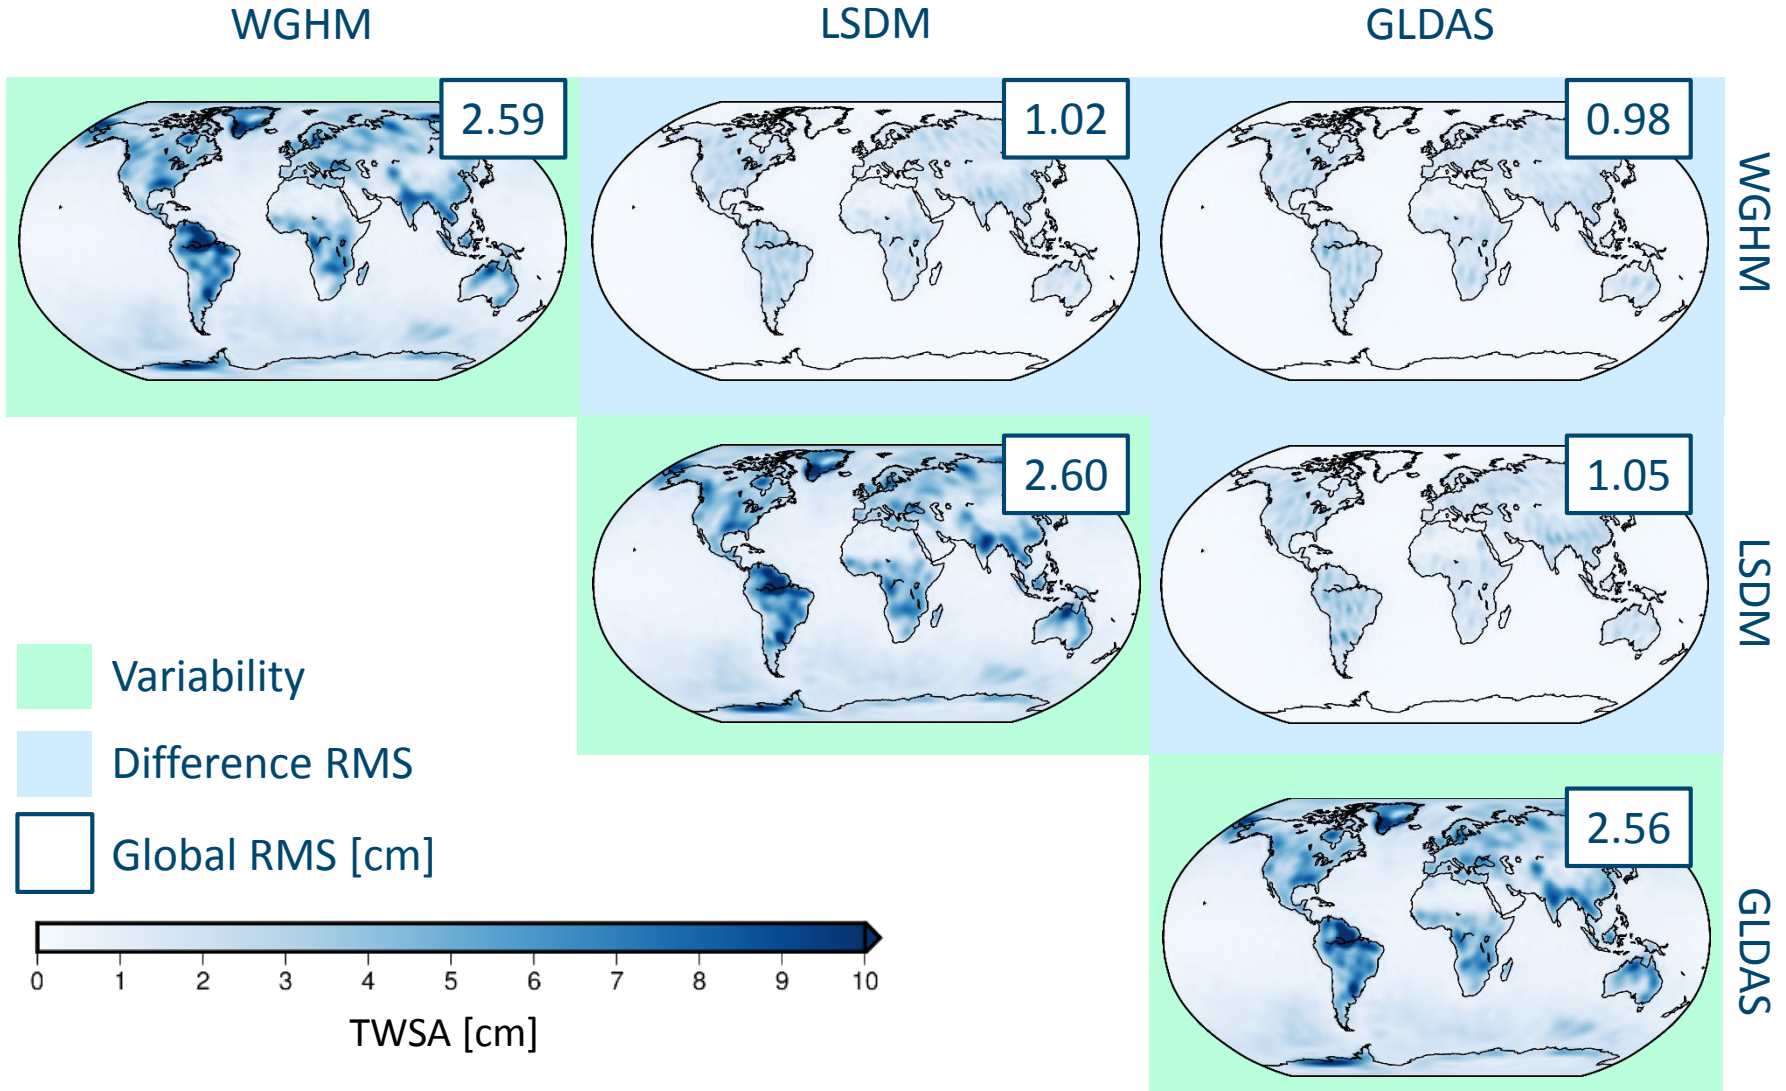 WGHM LSDM GLDAS
2.59 1.02 0.98
WGHM
2.60 1.05
LSDM
Variability
Difference RMS
Global RMS [cm]
2.56
GLDAS
0 1 2 3 4 5 6 7 8 9 10
TWSA [cm]